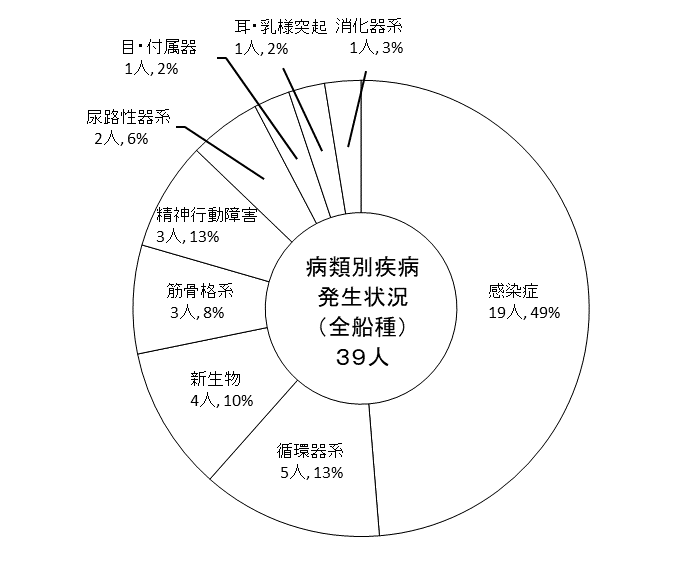 病類別疾病
発生状況
（全船種）
３９人
感染症
19人, 49%
循環器系
5人, 13%
新生物
4人, 10%
筋骨格系
3人, 8%
精神行動障害
3人, 13%
尿路性器系
2人, 6%
目・付属器
1人, 2%
耳・乳様突起
1人, 2%
消化器系
1人, 3%